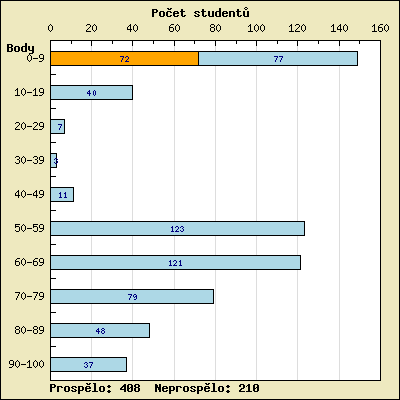 Počet studentů
0 20 40 60 80 100 120 140 160
Body
0-9 72 77
10-19 40
20-29 7
30-39 3
40-49 11
50-59 123
60-69 121
70-79 79
80-89 48
90-100 37
Prospělo: 408 Neprospělo: 210